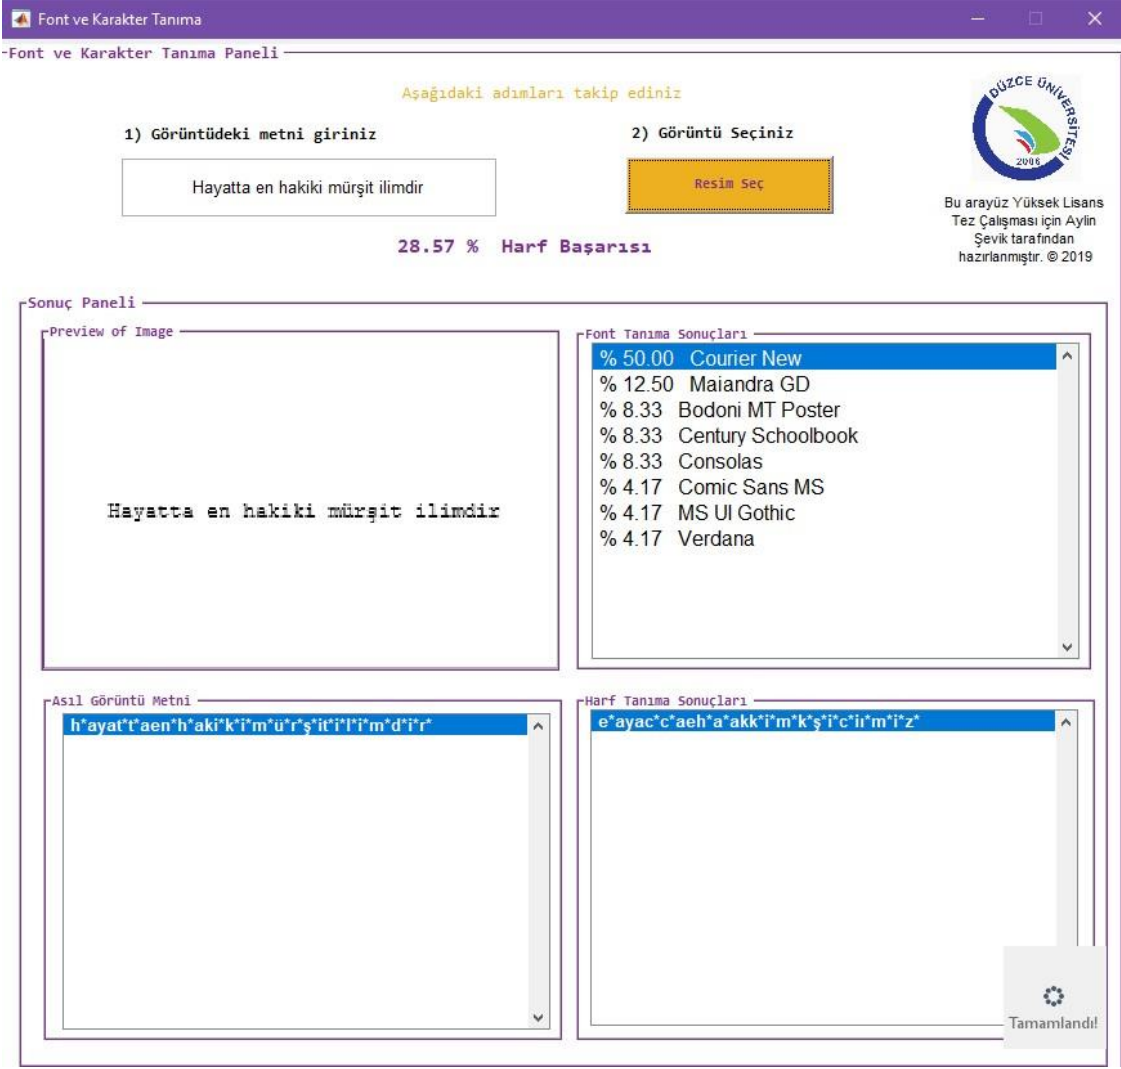 Font ve Karakter Tanıma
Font ve Karakter Tanıma Paneli
Aşağıdaki adımları takip ediniz
1) Görüntüdeki metni giriniz
2) Görüntü Seçiniz
Hayatta en hakiki mürşit ilimdir
Resim Seç
DÜZCE ÜNİVERSİTESİ
2006
Bu arayüz Yüksek Lisans
Tez Çalışması için Aylin
Şevik tarafından
hazırlanmıştır. © 2019
28.57 % Harf Başarısı
Sonuç Paneli
Preview of Image
Hayatta en hakiki mürşit ilimdir
Font Tanıma Sonuçları
% 50.00 Courier New
% 12.50 Maiandra GD
% 8.33 Bodoni MT Poster
% 8.33 Century Schoolbook
% 8.33 Consolas
% 4.17 Comic Sans MS
% 4.17 MS UI Gothic
% 4.17 Verdana
Asıl Görüntü Metni
h*ayat*t*aen*h*aki*k*i*m*ü*r*ş*it*i*l*i*m*d*i*r*
Harf Tanıma Sonuçları
e*ayac*c*aeh*a*akk*i*m*k*ş*i*c*iı*m*i*z*
Tamamlandı!